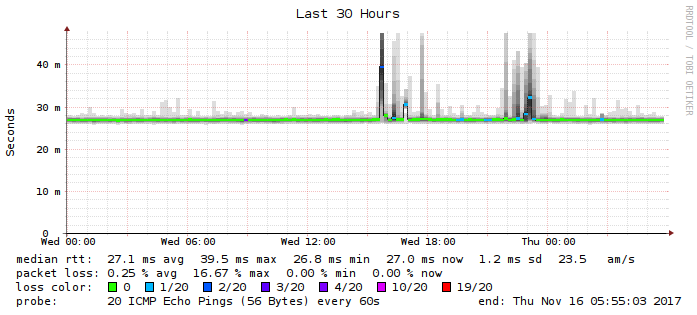 Last 30 Hours
RRDTOOL / TOBI OETIKER
Seconds
40 m
30 m
20 m
10 m
0
Wed 00:00 Wed 06:00 Wed 12:00 Wed 18:00 Thu 00:00
median rtt: 27.1 ms avg 39.5 ms max 26.8 ms min 27.0 ms now 1.2 ms sd 23.5 am/s
packet loss: 0.25 % avg 16.67 % max 0.00 % min 0.00 % now
loss color: 0 1/20 2/20 3/20 4/20 10/20 19/20
probe: 20 ICMP Echo Pings (56 Bytes) every 60s end: Thu Nov 16 05:55:03 2017